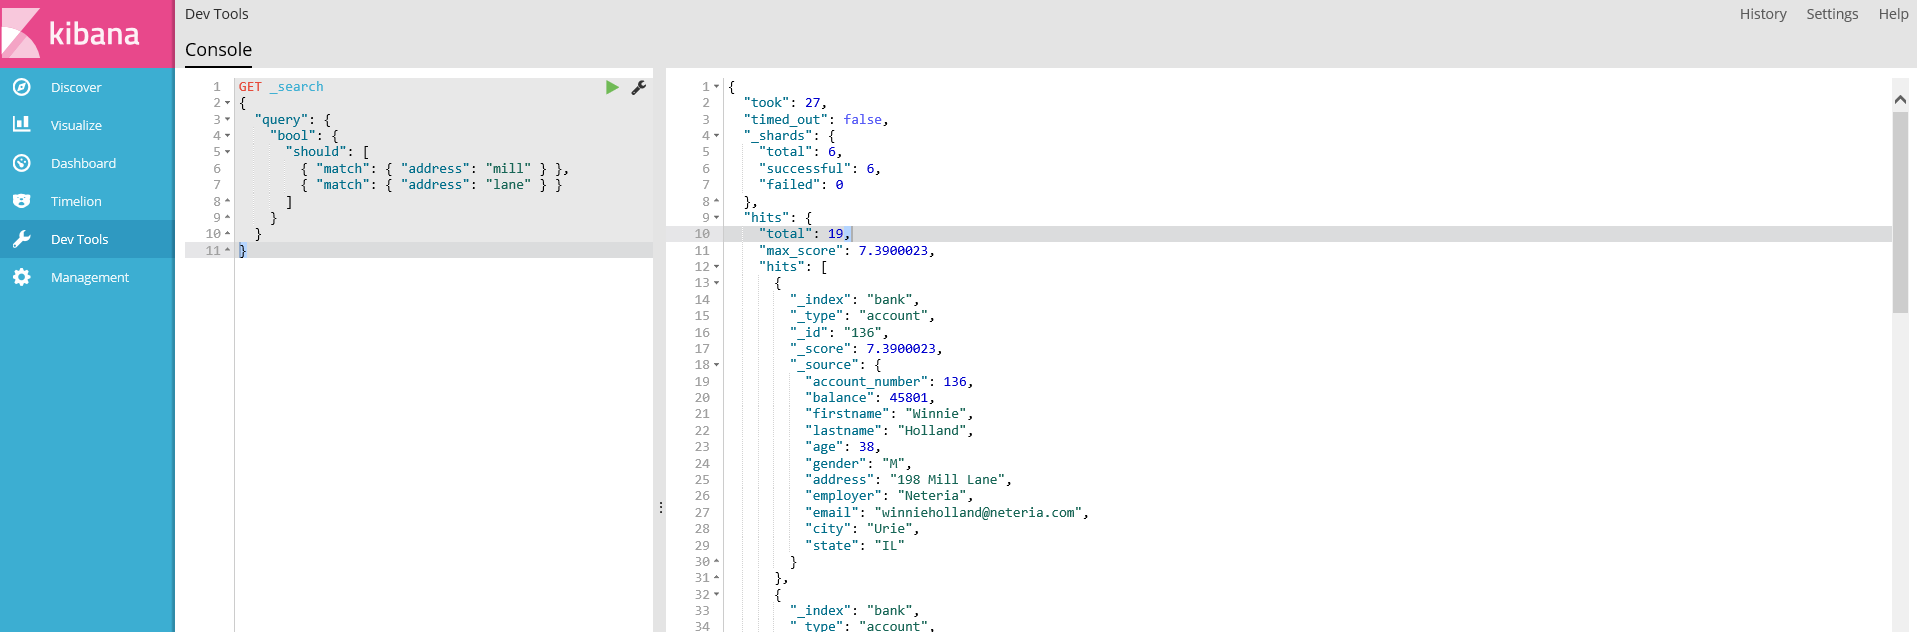 kibana
Discover
Visualize
Dashboard
Timelion
Dev Tools
Management
Dev Tools
History Settings Help
Console
1 GET _search
2 {
3 "query": {
4 "bool": {
5 "should": [
6 { "match": { "address": "mill" } },
7 { "match": { "address": "lane" } }
8 ]
9 }
10 }
11 }
1 {
2 "took": 27,
3 "timed_out": false,
4 "_shards": {
5 "total": 6,
6 "successful": 6,
7 "failed": 0
8 },
9 "hits": {
10 "total": 19,
11 "max_score": 7.3900023,
12 "hits": [
13 {
14 "_index": "bank",
15 "_type": "account",
16 "_id": "136",
17 "_score": 7.3900023,
18 "_source": {
19 "account_number": 136,
20 "balance": 45801,
21 "firstname": "Winnie",
22 "lastname": "Holland",
23 "age": 38,
24 "gender": "M",
25 "address": "198 Mill Lane",
26 "employer": "Neteria",
27 "email": "winnieholland@neteria.com",
28 "city": "Urie",
29 "state": "IL"
30 }
31 },
32 {
33 "_index": "bank",
34 "_type": "account",